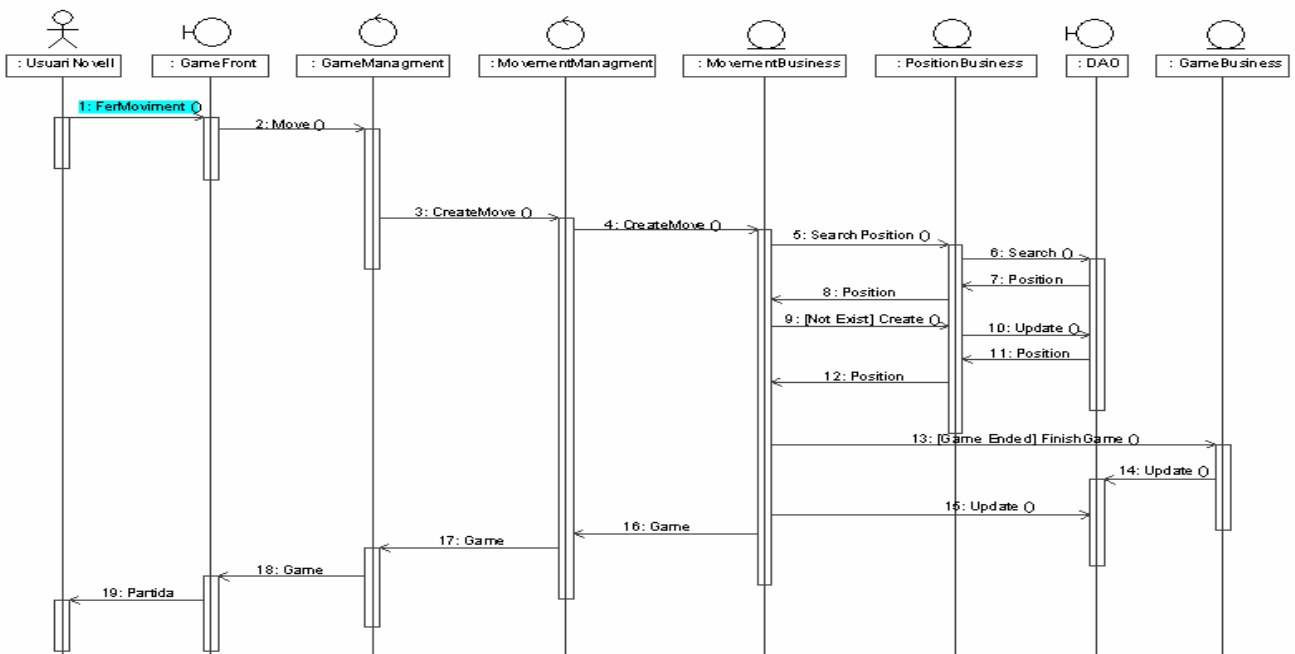 : Usuari Novell
: GameFront
: GameManagment
: MovementManagment
: MovementBusiness
: PositionBusiness
: DAO
: GameBusiness
1: FerMoviment ()
2: Move ()
3: CreateMove ()
4: CreateMove ()
5: Search Position ()
6: Search ()
7: Position
8: Position
9: [Not Exist] Create ()
10: Update ()
11: Position
12: Position
13: [Game Ended] FinishGame ()
14: Update ()
15: Update ()
16: Game
17: Game
18: Game
19: Partida